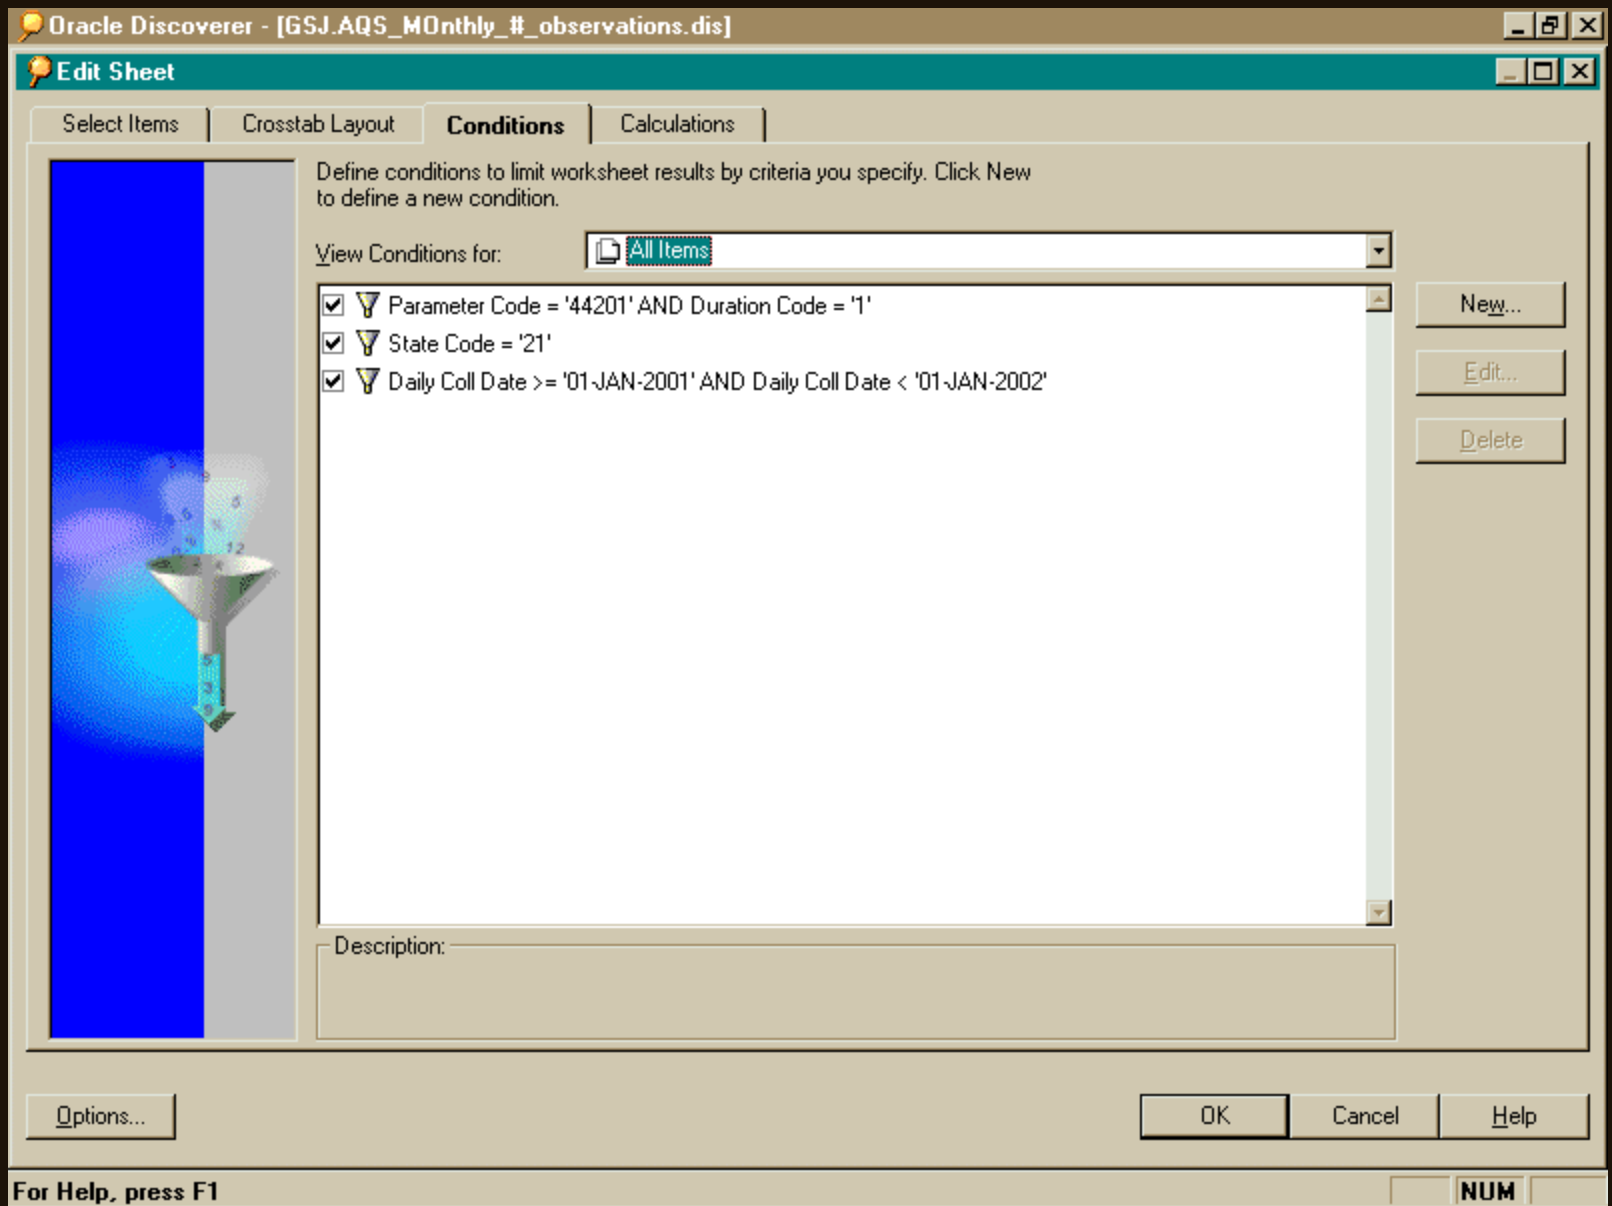 Oracle Discoverer - [GSJ.AQS_MOnthly_#_observations.dis]
Edit Sheet
Select Items
Crosstab Layout
Conditions
Calculations
Define conditions to limit worksheet results by criteria you specify. Click New
to define a new condition.
View Conditions for:
All Items
Parameter Code = '44201' AND Duration Code = '1'
State Code = '21'
Daily Coll Date >= '01-JAN-2001' AND Daily Coll Date < '01-JAN-2002'
New...
Edit...
Delete
Description:
Options...
OK
Cancel
Help
For Help, press F1
NUM